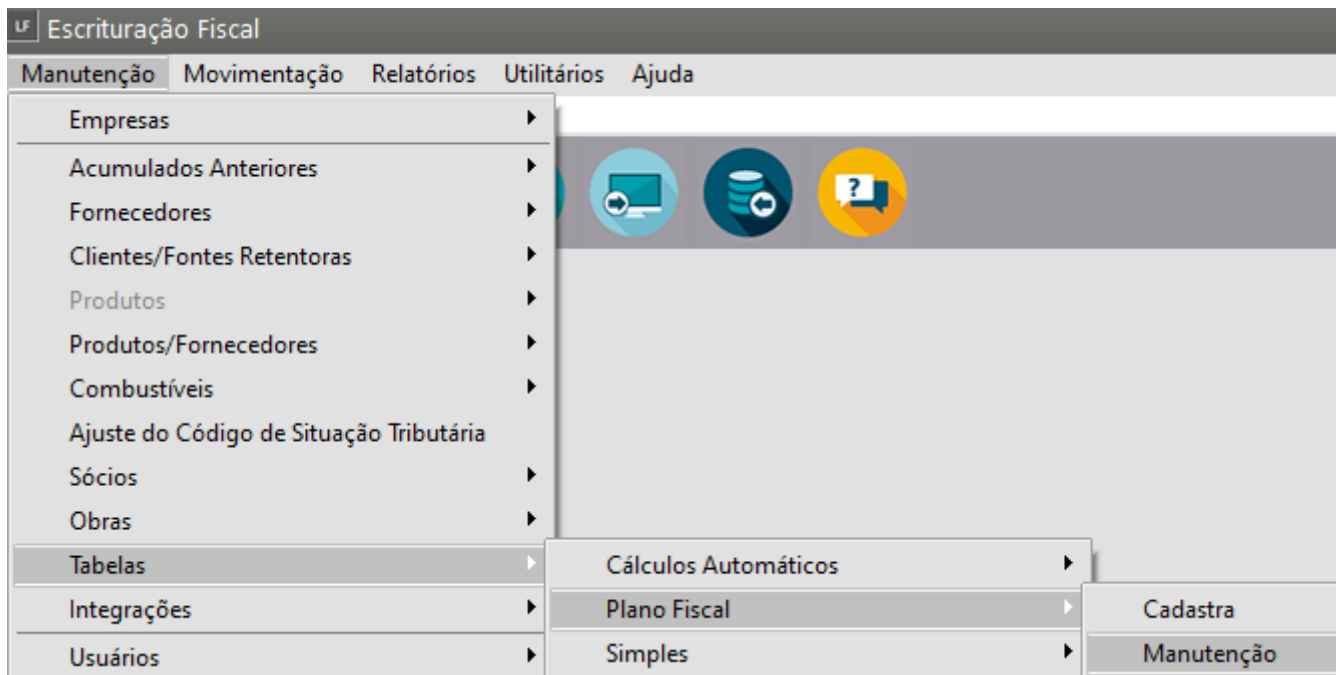 LF Escrituração Fiscal
Manutenção Movimentação Relatórios Utilitários Ajuda
Empresas
Acumulados Anteriores
Fornecedores
Clientes/Fontes Retentoras
?
Produtos
Produtos/Fornecedores
Combustíveis
Ajuste do Código de Situação Tributária
Sócios
Obras
Tabelas
Cálculos Automáticos
Integrações
Plano Fiscal
Cadastra
Usuários
Simples
Manutenção